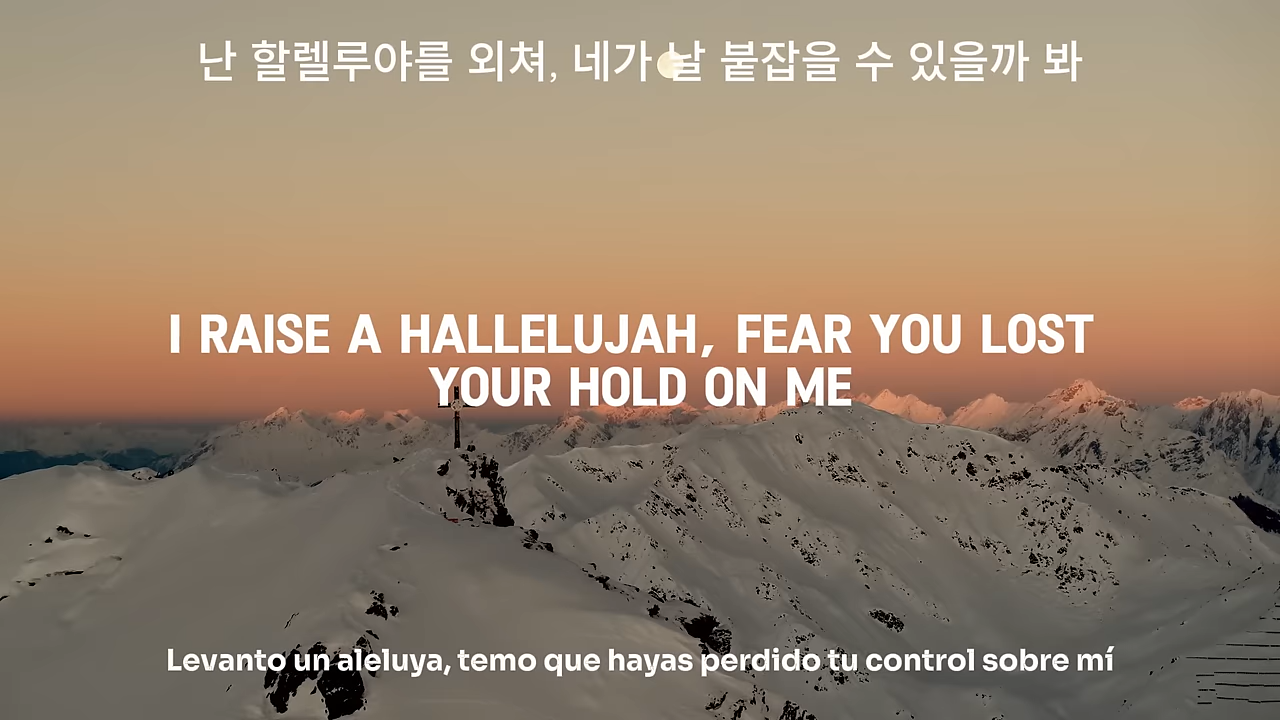 난 할렐루야를 외쳐, 네가 날 붙잡을 수 있을까 봐
I RAISE A HALLELUJAH, FEAR YOU LOST
YOUR HOLD ON ME
Levanto un aleluya, temo que hayas perdido tu control sobre mí